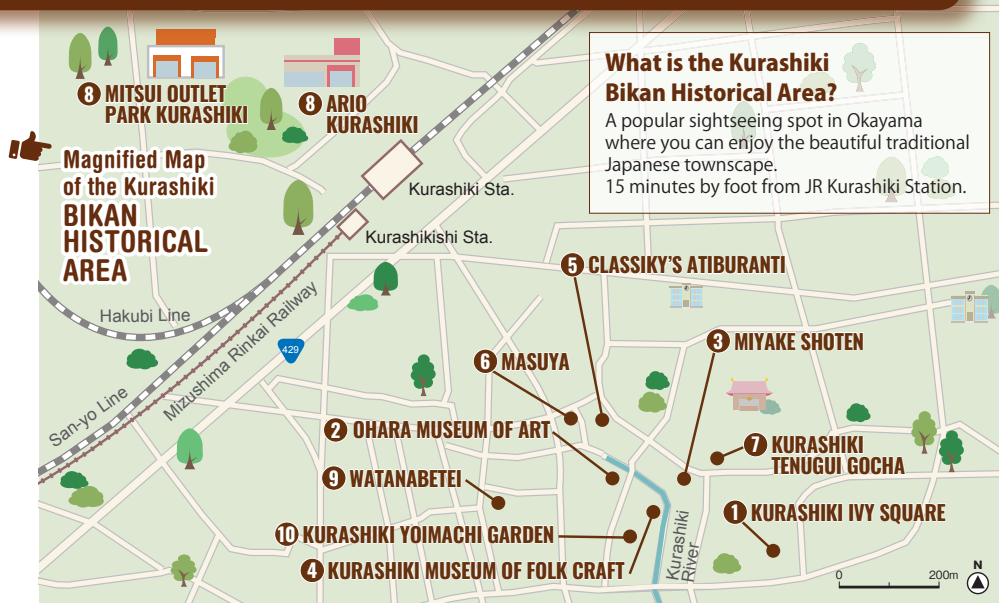 8 MITSUI OUTLET
PARK KURASHIKI
8 ARIO
KURASHIKI
What is the Kurashiki
Bikan Historical Area?
A popular sightseeing spot in Okayama
where you can enjoy the beautiful traditional
Japanese townscape.
15 minutes by foot from JR Kurashiki Station.
Magnified Map
of the Kurashiki
BIKAN
HISTORICAL
AREA
Kurashiki Sta.
Kurashikishi Sta.
Hakubi Line
San-yo Line
Mizushima Rinkai Railway
429
5 CLASSIKY'S ATIBURANTI
3 MIYAKE SHOTEN
6 MASUYA
2 OHARA MUSEUM OF ART
7 KURASHIKI
TENUGUI GOCHA
9 WATANABETEI
1 KURASHIKI IVY SQUARE
10 KURASHIKI YOIMACHI GARDEN
4 KURASHIKI MUSEUM OF FOLK CRAFT
Kurashiki
River
0 200m
N